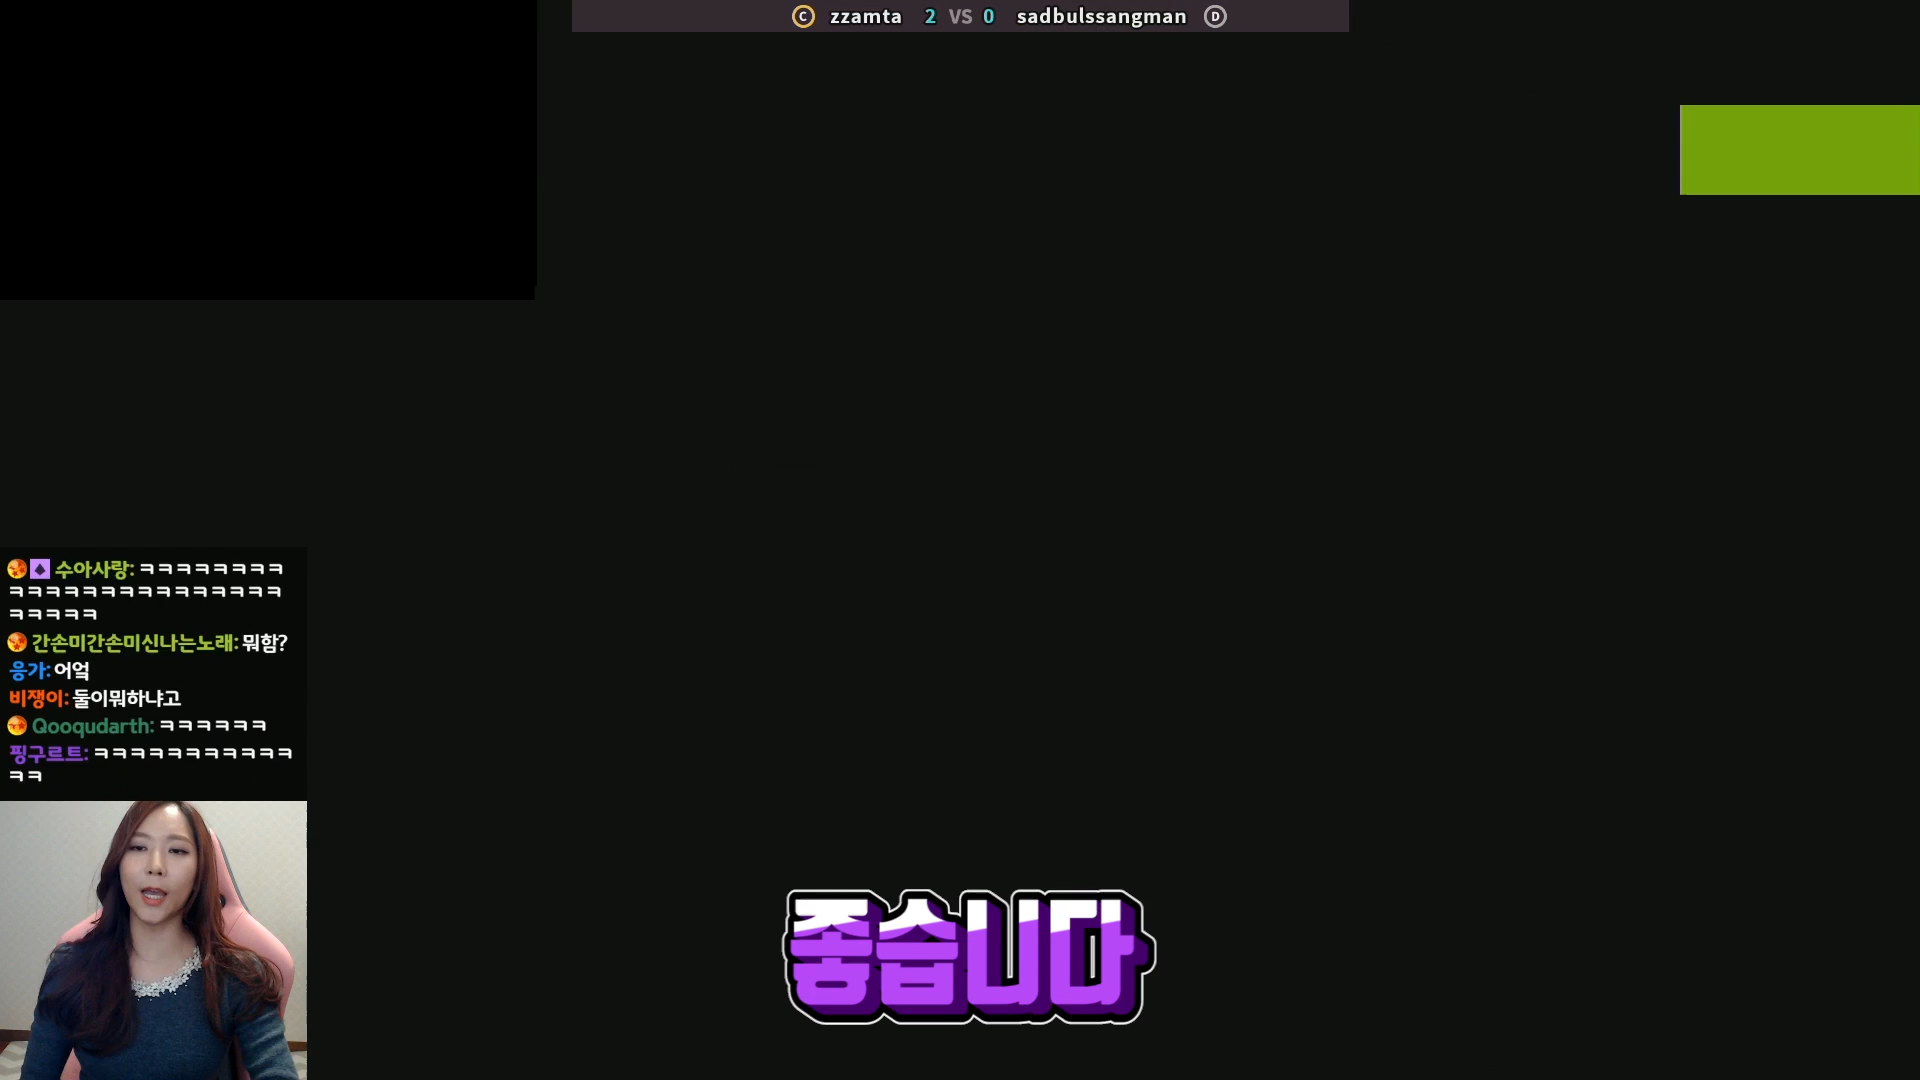 C zzamta 2 VS 0 sadbulssangman D
수아사랑: ㅋㅋㅋㅋㅋㅋㅋㅋ
ㅋㅋㅋㅋㅋㅋㅋㅋㅋㅋㅋㅋㅋㅋㅋ
ㅋㅋㅋㅋㅋ
간손미간손미신나는노래: 뭐함?
응가: 어엌
비쟁이: 둘이뭐하냐고
Qooqudarth: ㅋㅋㅋㅋㅋㅋ
핑구르트: ㅋㅋㅋㅋㅋㅋㅋㅋㅋㅋㅋ
ㅋㅋ
좋습니다